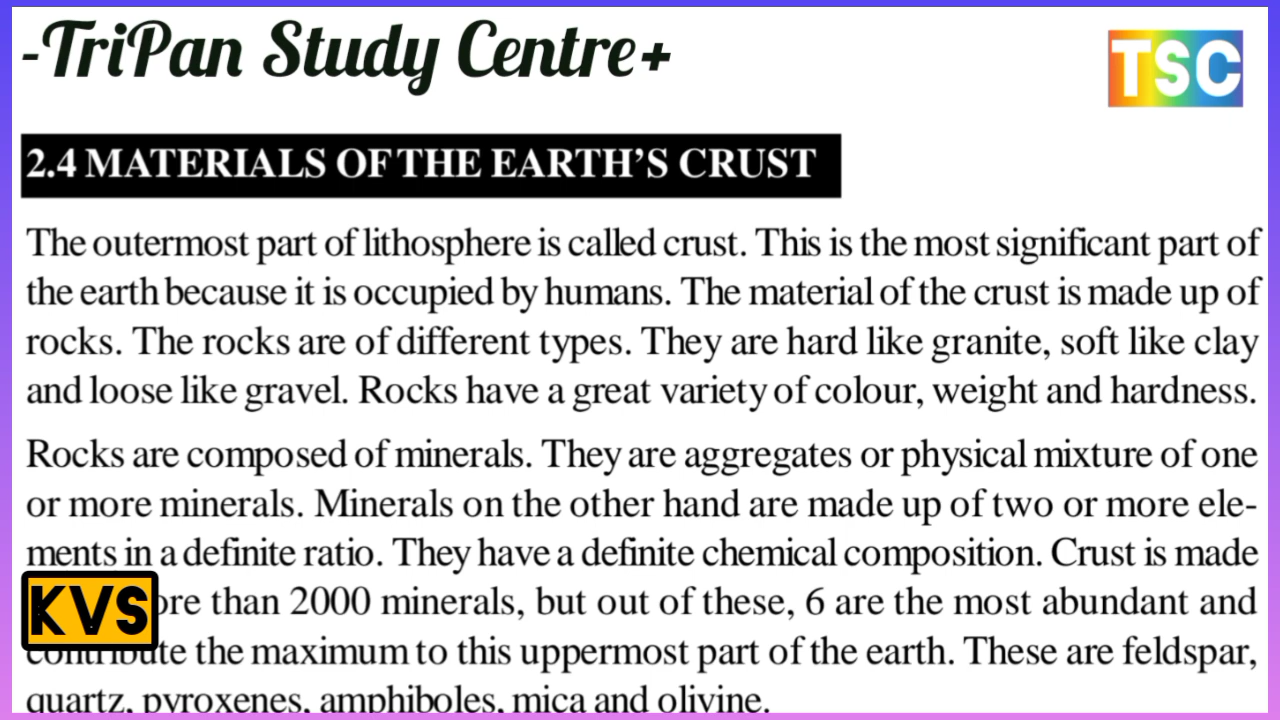 -TriPan Study Centre+
TSC
2.4 MATERIALS OF THE EARTH'S CRUST
The outermost part of lithosphere is called crust. This is the most significant part of
the earth because it is occupied by humans. The material of the crust is made up of
rocks. The rocks are of different types. They are hard like granite, soft like clay
and loose like gravel. Rocks have a great variety of colour, weight and hardness.
Rocks are composed of minerals. They are aggregates or physical mixture of one
or more minerals. Minerals on the other hand are made up of two or more ele-
ments in a definite ratio. They have a definite chemical composition. Crust is made
KVS
than 2000 minerals, but out of these, 6 are the most abundant and
contribute the maximum to this uppermost part of the earth. These are feldspar,
quartz, pyroxenes, amphiboles, mica and olivine.